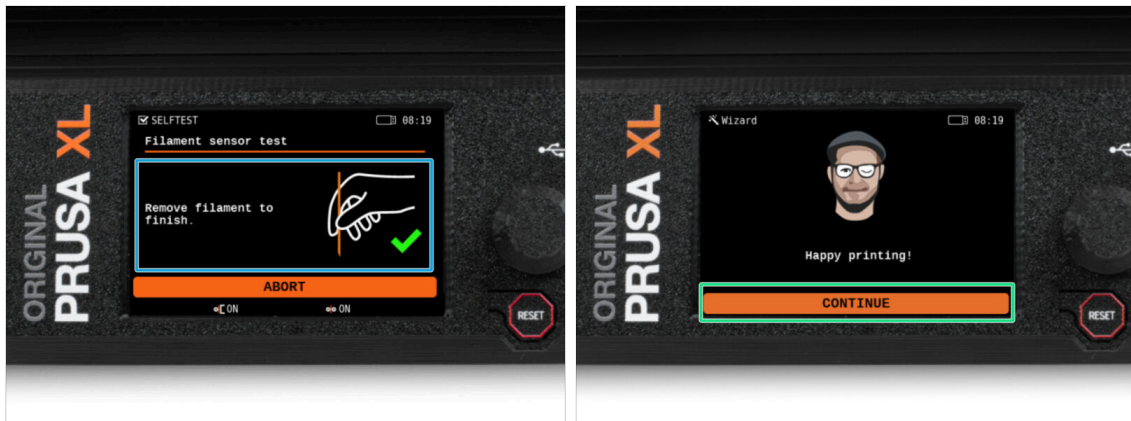 ORIGINAL
PRUSA XL
SELFTEST
08:19
Filament sensor test
Remove filament to
finish.
ABORT
ON
ON
RESET
ORIGINAL
PRUSA XL
Wizard
08:19
Happy printing!
CONTINUE
RESET